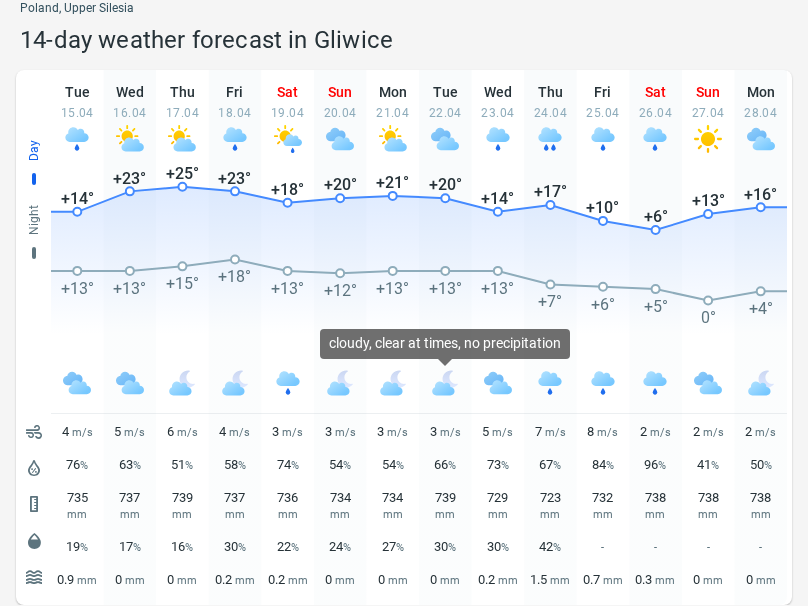 Poland, Upper Silesia
14-day weather forecast in Gliwice
Tue Wed Thu Fri Sat Sun Mon Tue Wed Thu Fri Sat Sun Mon
15.04 16.04 17.04 18.04 19.04 20.04 21.04 22.04 23.04 24.04 25.04 26.04 27.04 28.04
Day
+14° +23° +25° +23° +18° +20° +21° +20° +14° +17° +10° +6° +13° +16°
Night
+13° +13° +15° +18° +13° +12° +13° +13° +13° +7° +6° +5° 0° +4°
cloudy, clear at times, no precipitation
4 m/s 5 m/s 6 m/s 4 m/s 3 m/s 3 m/s 3 m/s 3 m/s 5 m/s 7 m/s 8 m/s 2 m/s 2 m/s 2 m/s
76% 63% 51% 58% 74% 54% 54% 66% 73% 67% 84% 96% 41% 50%
735 737 739 737 736 734 734 739 729 723 732 738 738 738
mm mm mm mm mm mm mm mm mm mm mm mm mm mm
19% 17% 16% 30% 22% 24% 27% 30% 30% 42% - - - -
0.9 mm 0 mm 0 mm 0.2 mm 0.2 mm 0 mm 0 mm 0 mm 0.2 mm 1.5 mm 0.7 mm 0.3 mm 0 mm 0 mm